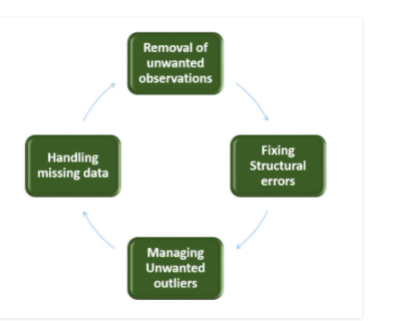 Removal of
unwanted
observations
Fixing
Structural
errors
Managing
Unwanted
outliers
Handling
missing data